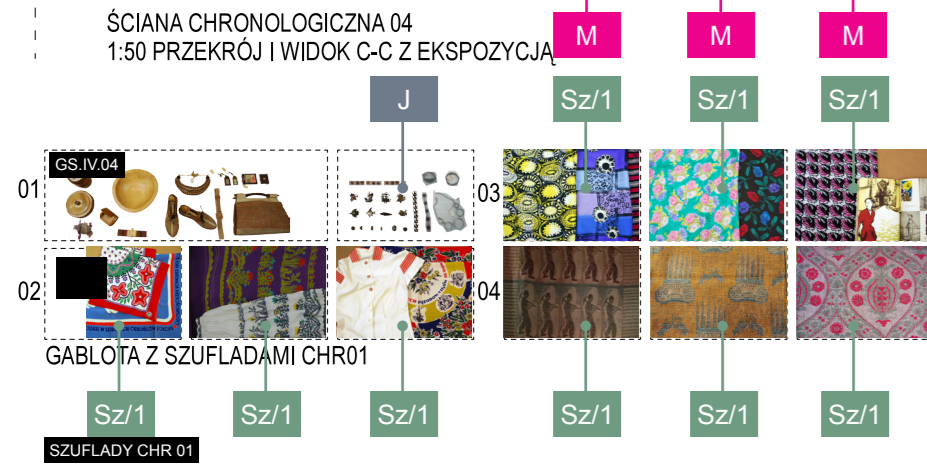 ŚCIANA CHRONOLOGICZNA 04
1:50 PRZEKRÓJ I WIDOK C-C Z EKSPOZYCJĄ
M M M
J Sz/1 Sz/1 Sz/1
GS.IV.04
01 03
02 04
GABLOTA Z SZUFLADAMI CHR01
Sz/1 Sz/1 Sz/1 Sz/1 Sz/1 Sz/1
SZUFLADY CHR 01